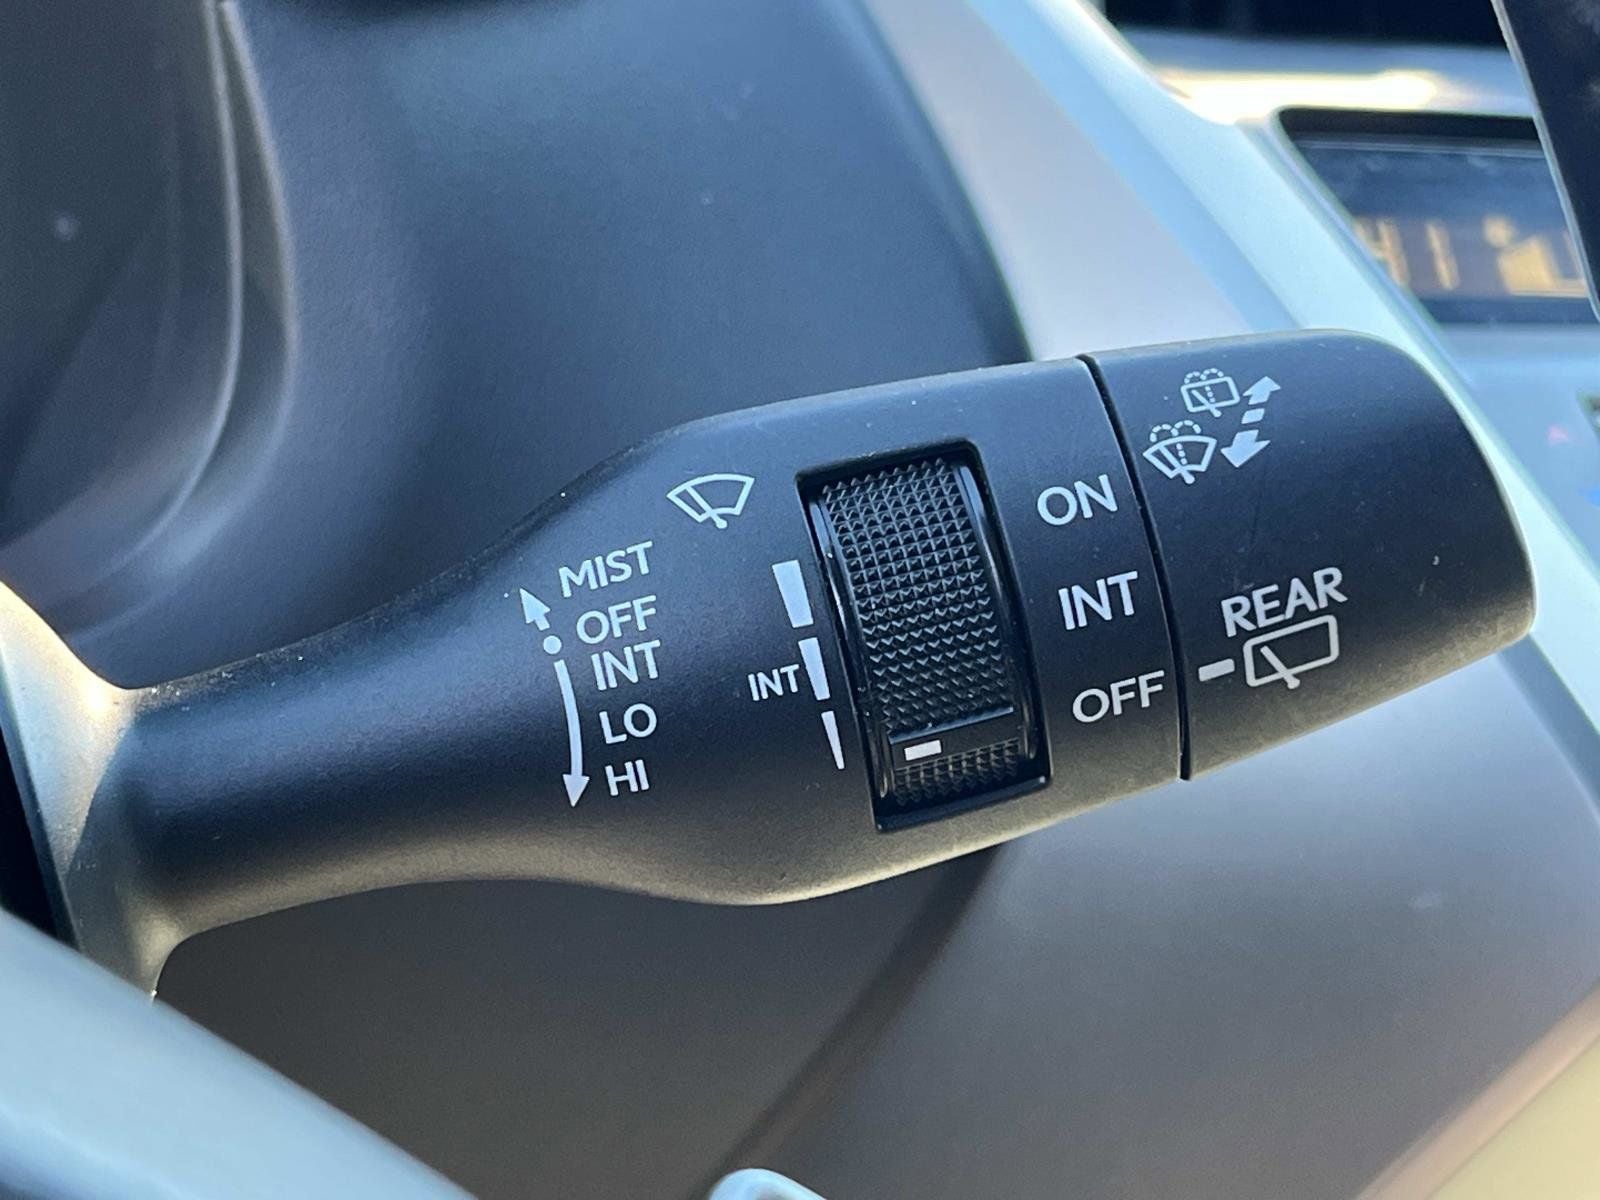 MIST
OFF
INT
LO
HI
INT
ON
INT
OFF
REAR